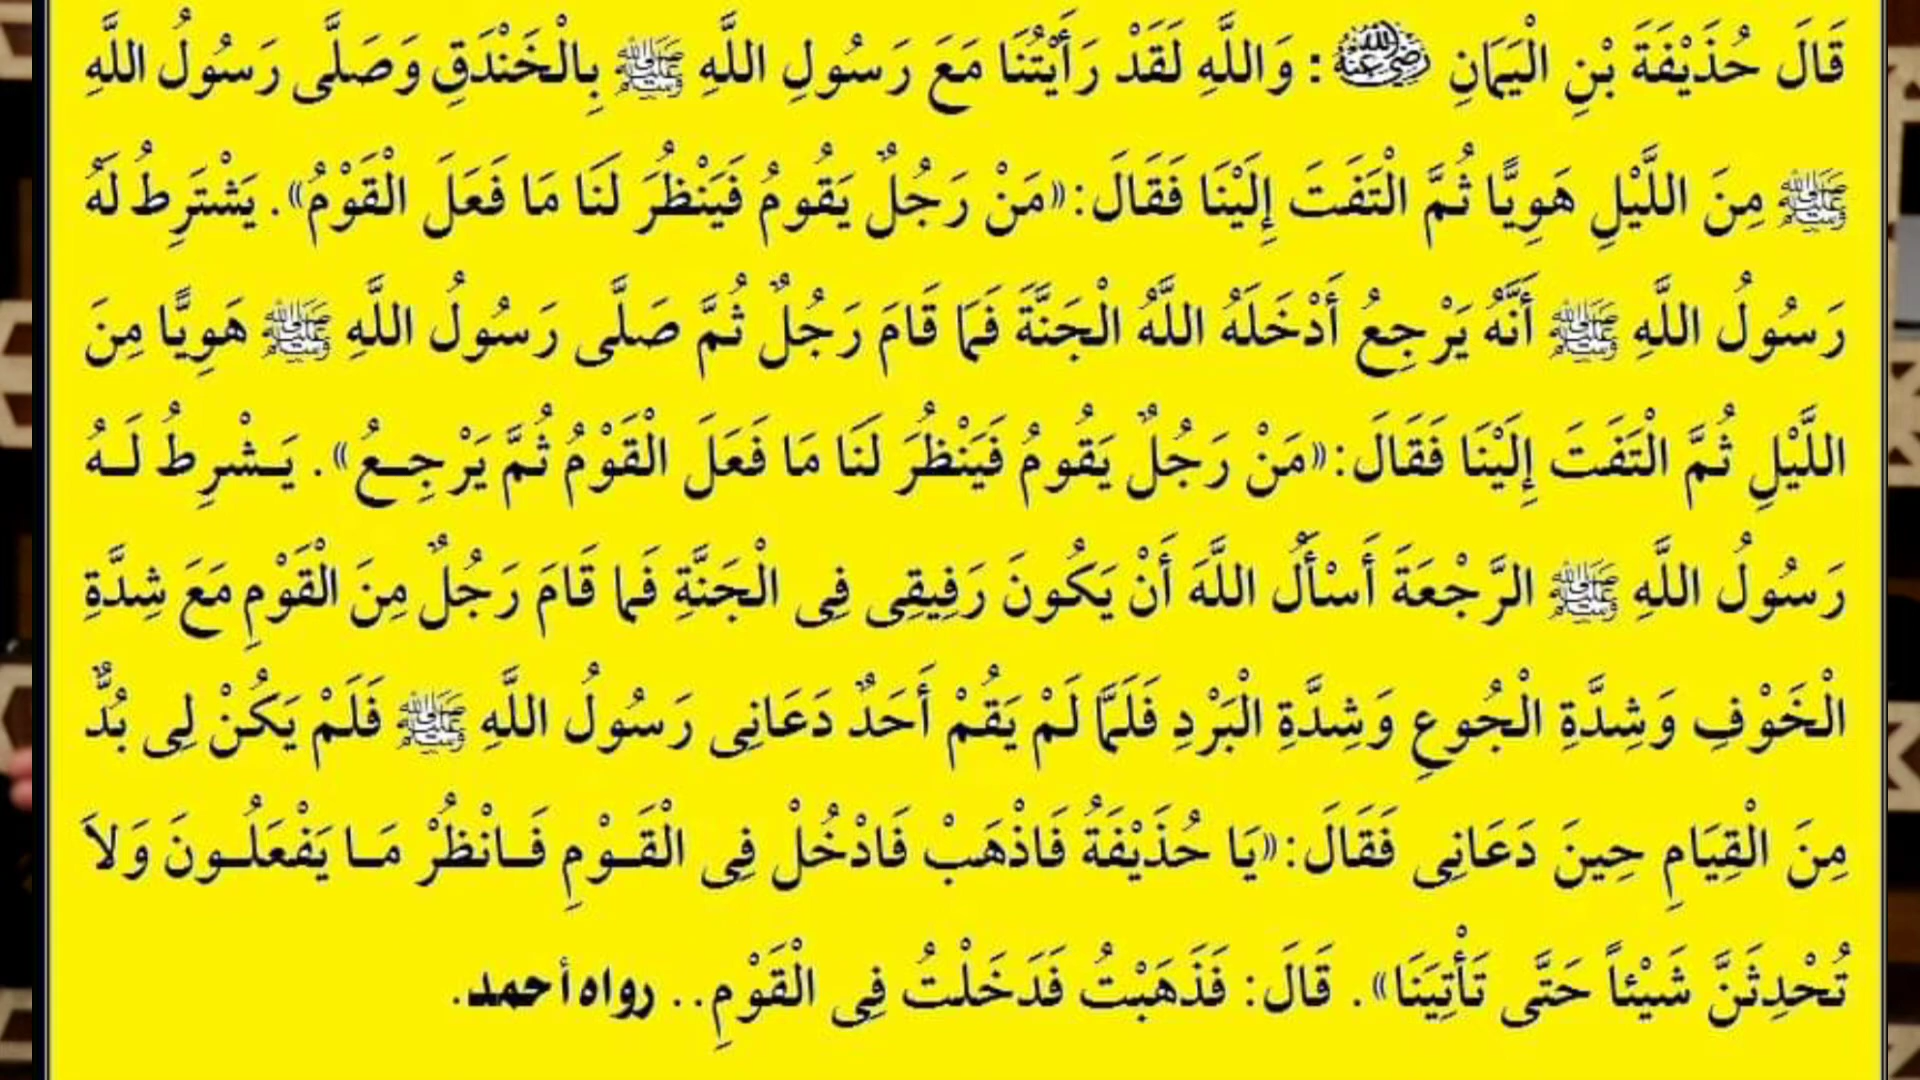 قَالَ حُذَيْفَةَ بْنِ الْيَمَانِ رضي الله عنه : وَاللَّهِ لَقَدْ رَأَيْتُنَا مَعَ رَسُولِ اللَّهِ ﷺ بِالْخَنْدَقِ وَصَلَّى رَسُولُ اللَّهِ
ﷺ مِنَ اللَّيْلِ هَوِيًّا ثُمَّ الْتَفَتَ إِلَيْنَا فَقَالَ: «مَنْ رَجُلٌ يَقُومُ فَيَنْظُرَ لَنَا مَا فَعَلَ الْقَوْمُ». يَشْتَرِطُ لَهُ
رَسُولُ اللَّهِ ﷺ أَنَّهُ يَرْجِعُ أَدْخَلَهُ اللَّهُ الْجَنَّةَ فَمَا قَامَ رَجُلٌ ثُمَّ صَلَّى رَسُولُ اللَّهِ ﷺ هَوِيًّا مِنَ
اللَّيْلِ ثُمَّ الْتَفَتَ إِلَيْنَا فَقَالَ: «مَنْ رَجُلٌ يَقُومُ فَيَنْظُرَ لَنَا مَا فَعَلَ الْقَوْمُ ثُمَّ يَرْجِعُ». يَشْرِطُ لَهُ
رَسُولُ اللَّهِ ﷺ الرَّجْعَةَ أَسْأَلُ اللَّهَ أَنْ يَكُونَ رَفِيقِى فِى الْجَنَّةِ فَمَا قَامَ رَجُلٌ مِنَ الْقَوْمِ مَعَ شِدَّةِ
الْخَوْفِ وَشِدَّةِ الْجُوعِ وَشِدَّةِ الْبَرْدِ فَلَمَّا لَمْ يَقُمْ أَحَدٌ دَعَانِى رَسُولُ اللَّهِ ﷺ فَلَمْ يَكُنْ لِى بُدٌّ
مِنَ الْقِيَامِ حِينَ دَعَانِى فَقَالَ: «يَا حُذَيْفَةُ فَاذْهَبْ فَادْخُلْ فِى الْقَوْمِ فَانْظُرْ مَا يَفْعَلُونَ وَلاَ
تُحْدِثَنَّ شَيْئاً حَتَّى تَأْتِيَنَا». قَالَ: فَذَهَبْتُ فَدَخَلْتُ فِى الْقَوْمِ.. رواه أحمد.